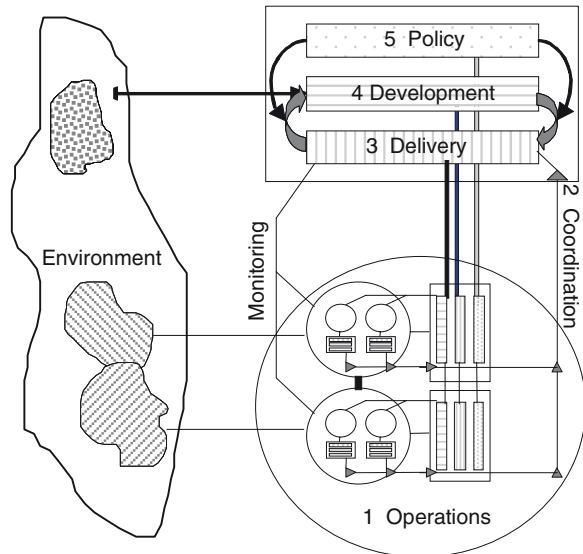 5 Policy
4 Development
3 Delivery
2 Coordination
Environment
Monitoring
1 Operations